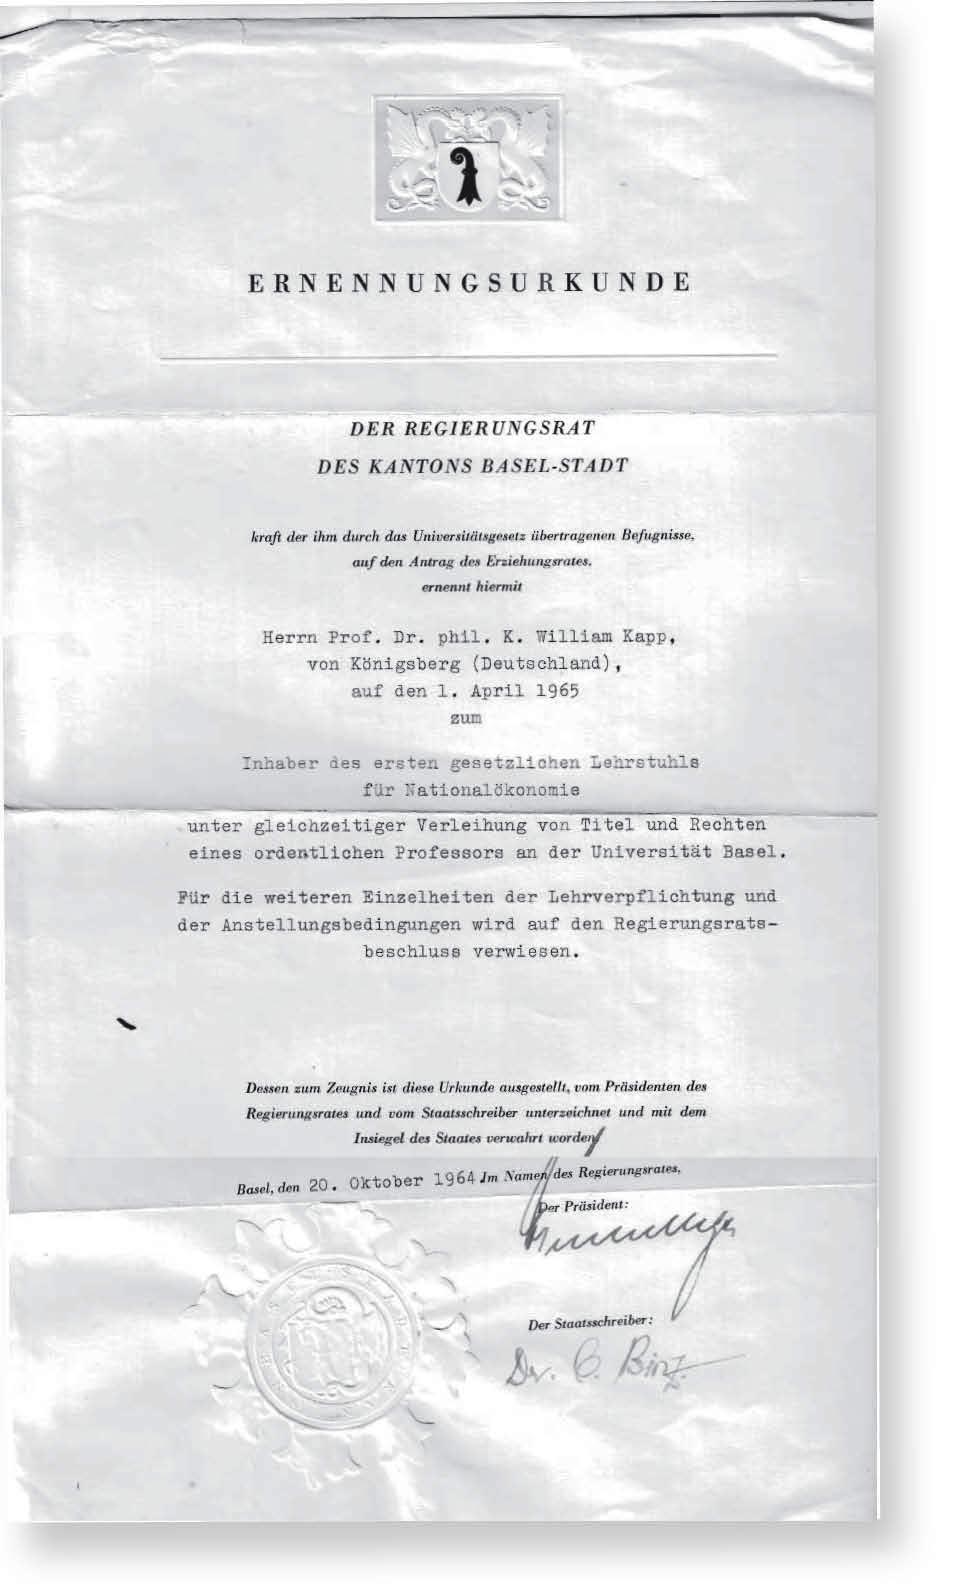 ERNENNUNGSURKUNDE
DER REGIERUNGSRAT
DES KANTONS BASEL-STADT
kraft der ihm durch das Universitätsgesetz übertragenen Befugnisse,
auf den Antrag des Erziehungsrates,
ernennt hiermit
Herrn Prof. Dr. phil. K. William Kapp,
von Königsberg (Deutschland),
auf den 1. April 1965
zum
Inhaber des ersten gesetzlichen Lehrstuhls
für Nationalökonomie
unter gleichzeitiger Verleihung von Titel und Rechten
eines ordentlichen Professors an der Universität Basel.
Für die weiteren Einzelheiten der Lehrverpflichtung und
der Anstellungsbedingungen wird auf den Regierungsrats-
beschluss verwiesen.
Dessen zum Zeugnis ist diese Urkunde ausgestellt, vom Präsidenten des
Regierungsrates und vom Staatsschreiber unterzeichnet und mit dem
Insiegel des Staates verwahrt worden
Basel, den 20. Oktober 1964 Im Namen des Regierungsrates,
Der Präsident:
Der Staatsschreiber:
Dr. C. Binz